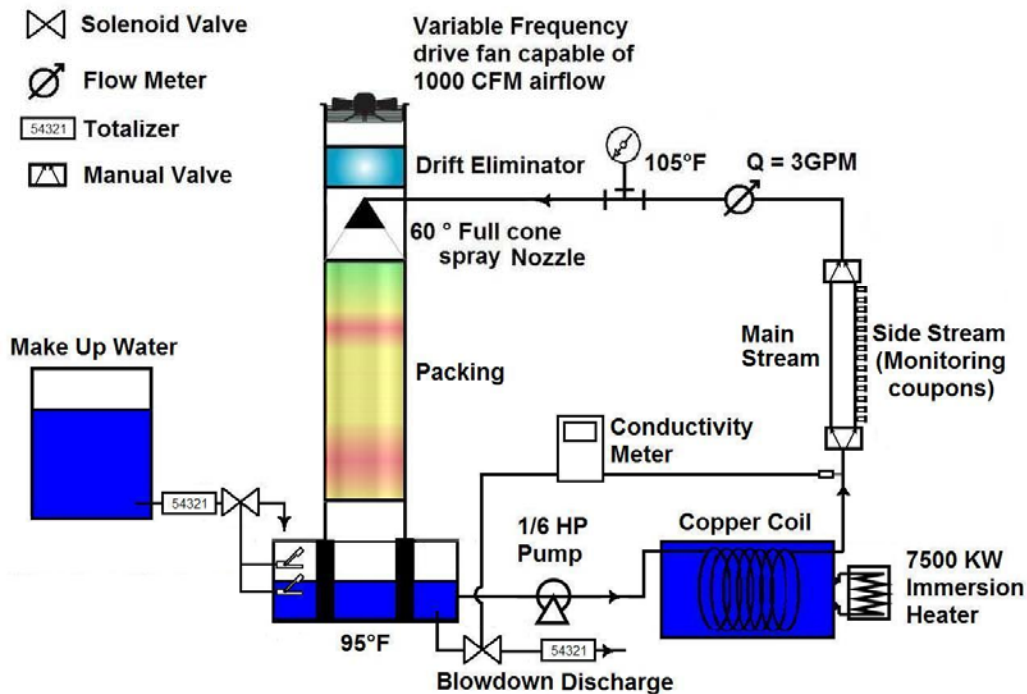 Solenoid Valve
Flow Meter
54321
Totalizer
Manual Valve
Variable Frequency
drive fan capable of
1000 CFM airflow
Drift Eliminator
105°F
Q = 3GPM
60 ° Full cone
spray Nozzle
Main
Stream
Side Stream
(Monitoring
coupons)
Make Up Water
Packing
Conductivity
Meter
54321
1/6 HP
Pump
Copper Coil
7500 KW
Immersion
Heater
95°F
54321
Blowdown Discharge